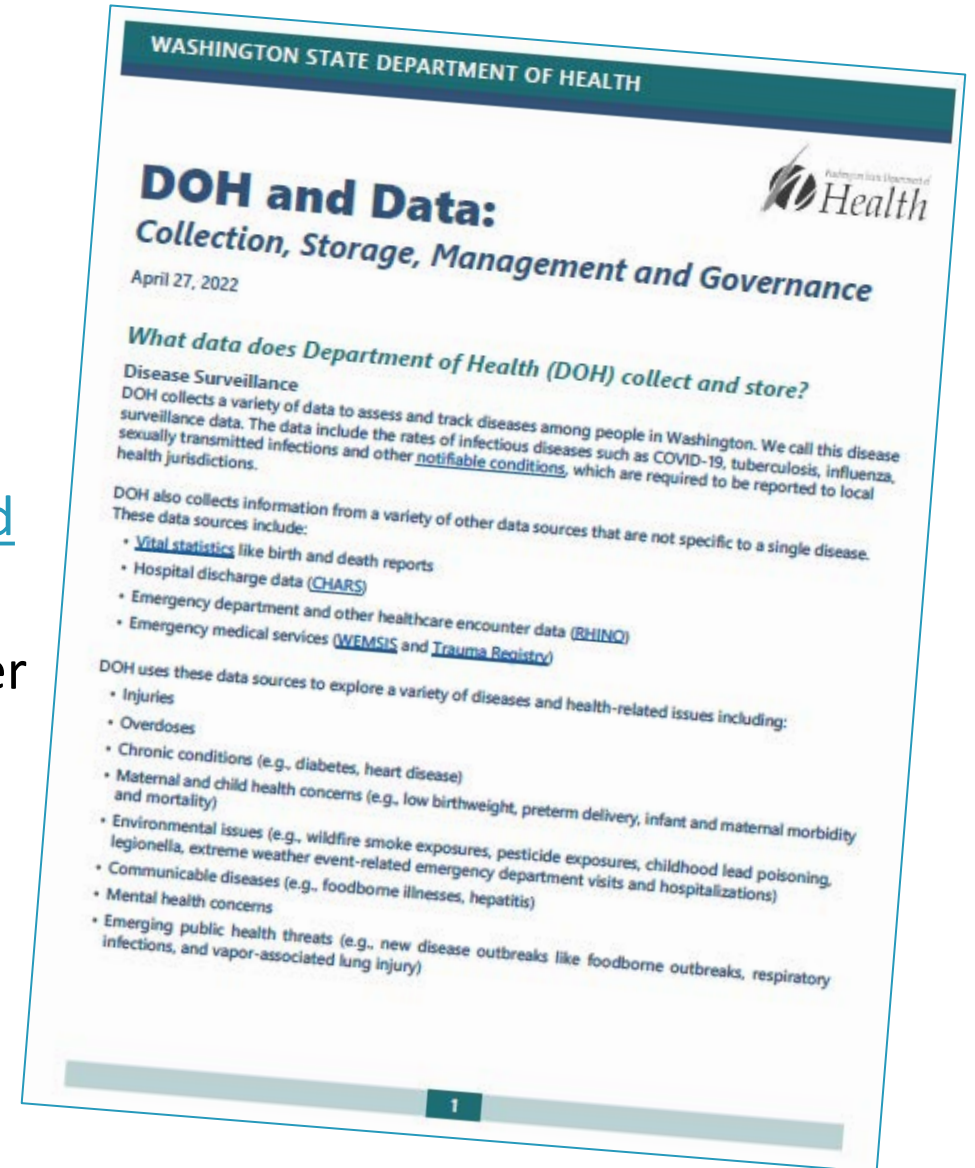 WASHINGTON STATE DEPARTMENT OF HEALTH
Washington State Department of
Health
DOH and Data:
Collection, Storage, Management and Governance
April 27, 2022
What data does Department of Health (DOH) collect and store?
Disease Surveillance
DOH collects a variety of data to assess and track diseases among people in Washington. We call this disease
surveillance data. The data include the rates of infectious diseases such as COVID-19, tuberculosis, influenza,
sexually transmitted infections and other notifiable conditions, which are required to be reported to local
health jurisdictions.
DOH also collects information from a variety of other data sources that are not specific to a single disease.
These data sources include:
• Vital statistics like birth and death reports
• Hospital discharge data (CHARS)
• Emergency department and other healthcare encounter data (RHINO)
• Emergency medical services (WEMSIS and Trauma Registry)
DOH uses these data sources to explore a variety of diseases and health-related issues including:
• Injuries
• Overdoses
• Chronic conditions (e.g., diabetes, heart disease)
• Maternal and child health concerns (e.g., low birthweight, preterm delivery, infant and maternal morbidity
and mortality)
• Environmental issues (e.g., wildfire smoke exposures, pesticide exposures, childhood lead poisoning,
legionella, extreme weather event-related emergency department visits and hospitalizations)
• Communicable diseases (e.g., foodborne illnesses, hepatitis)
• Mental health concerns
• Emerging public health threats (e.g., new disease outbreaks like foodborne outbreaks, respiratory
infections, and vapor-associated lung injury)
1
d
er